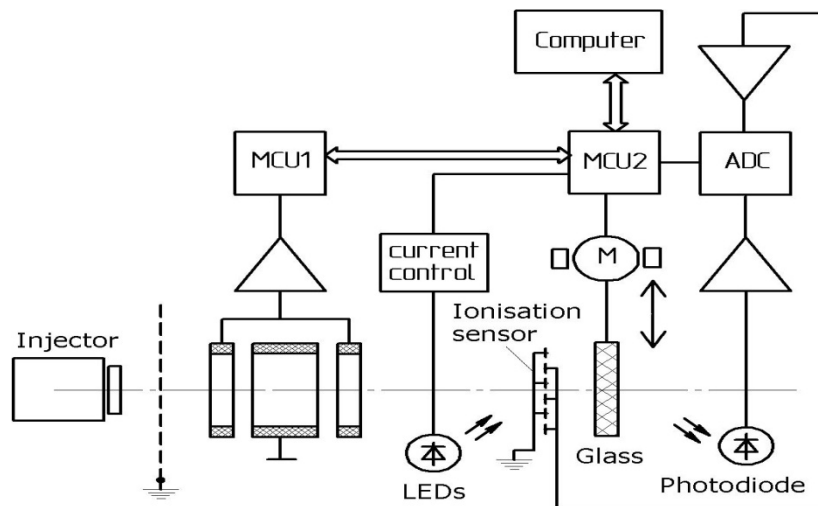 Computer
MCU1
MCU2
ADC
current
control
M
Ionisation
sensor
Injector
LEDs
Glass
Photodiode